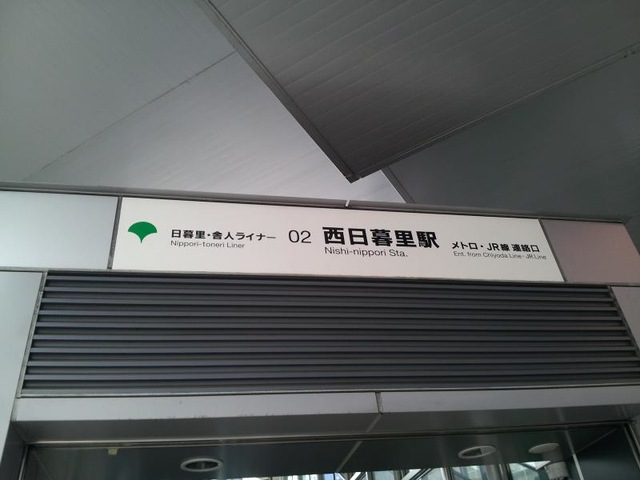 日暮里・舎人ライナー
Nippori-toneri Liner
02
西日暮里駅
Nishi-nippori Sta.
メトロ・JR線 連絡口
Ent. from Chiyoda Line・JR Line